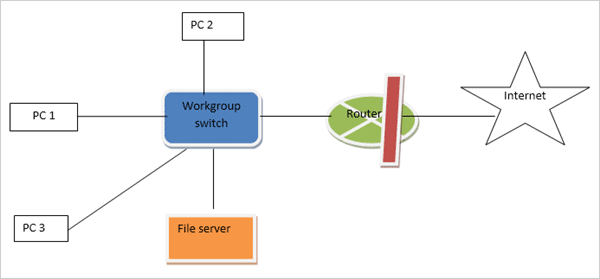 PC 2
Workgroup
switch
PC 1
Router
Internet
PC 3
File server